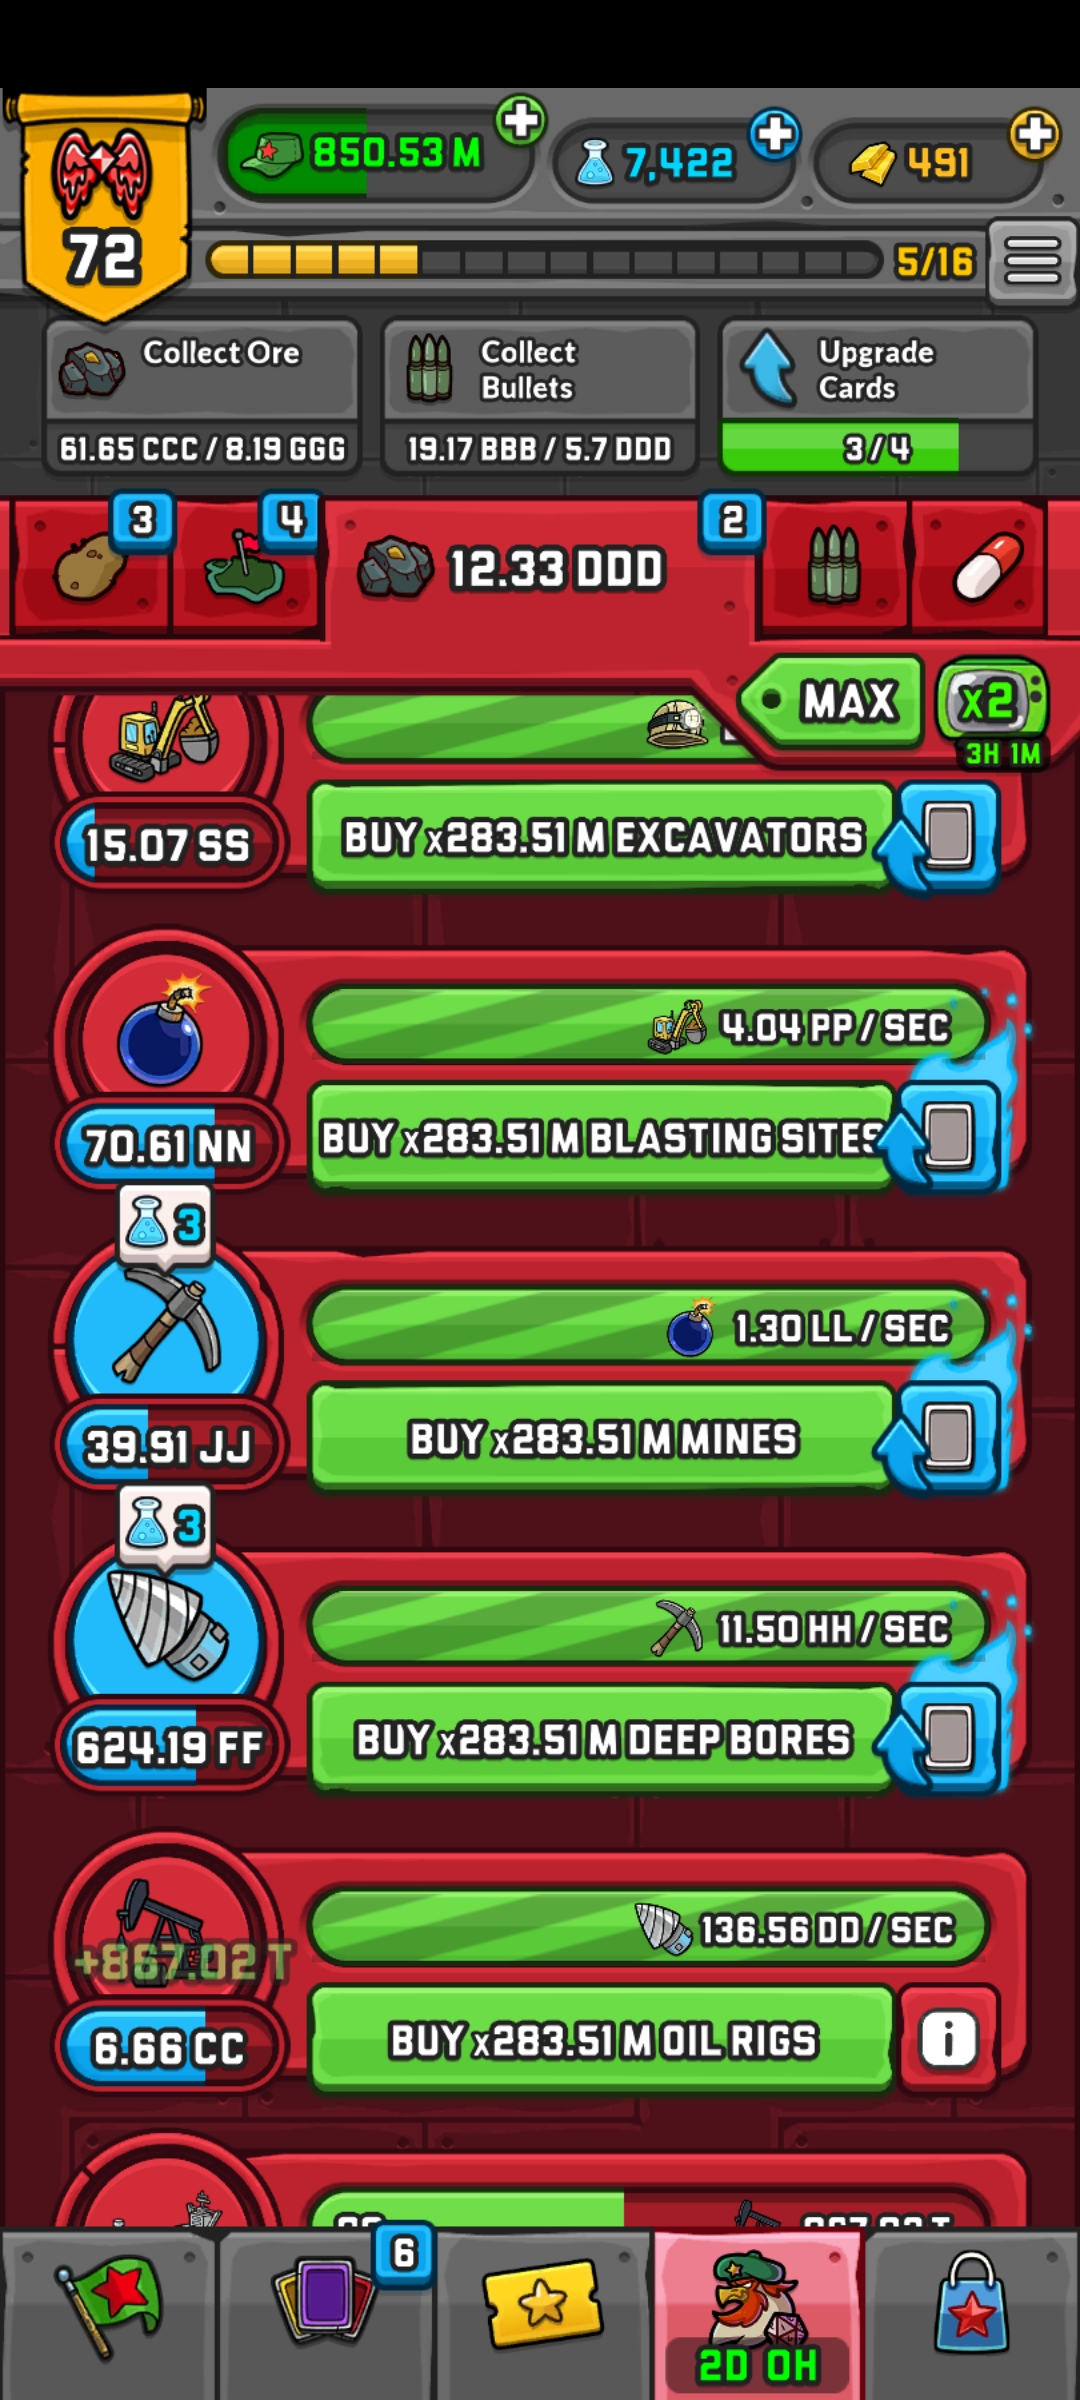 850.53 M
7,422
491
72
5/16
Collect Ore
61.65 CCC / 8.19 GGG
Collect
Bullets
19.17 BBB / 5.7 DDD
Upgrade
Cards
3/4
3
4
12.33 DDD
2
MAX
x2
3H 1M
15.07 SS
BUY x283.51 M EXCAVATORS
4.04 PP / SEC
70.61 NN
BUY x283.51 M BLASTING SITES
3
1.30 LL / SEC
39.91 JJ
BUY x283.51 M MINES
3
11.50 HH / SEC
624.19 FF
BUY x283.51 M DEEP BORES
136.56 DD / SEC
+867.02 T
6.66 CC
BUY x283.51 M OIL RIGS
i
6
2D 0H